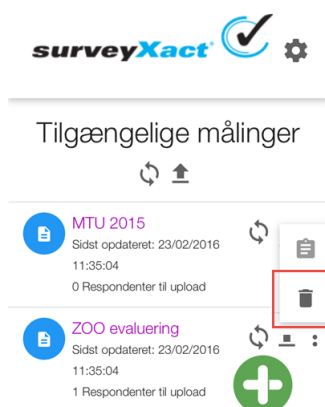 surveyXact
Tilgængelige målinger
MTU 2015
Sidst opdateret: 23/02/2016
11:35:04
0 Respondenter til upload
ZOO evaluering
Sidst opdateret: 23/02/2016
11:35:04
1 Respondenter til upload